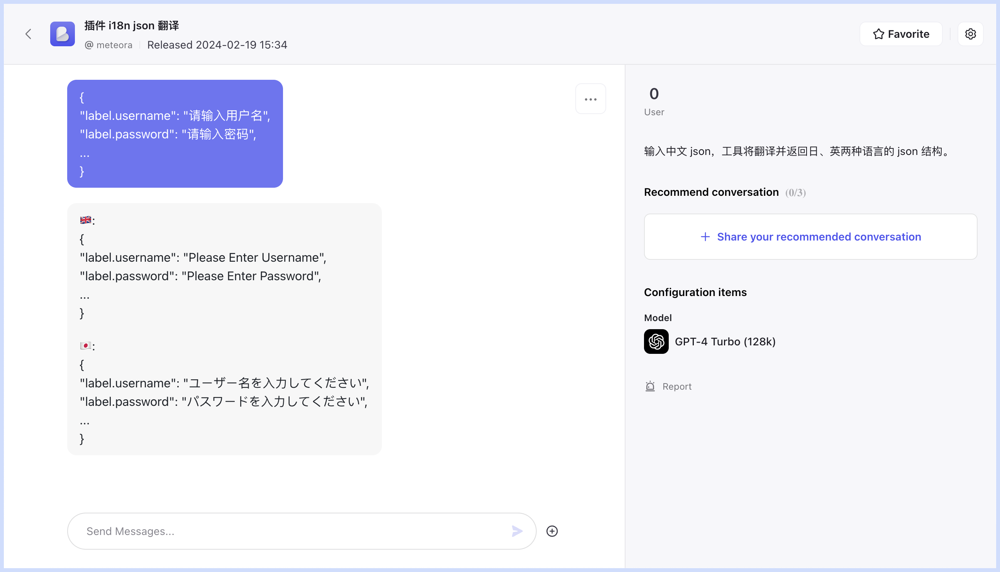 插件 i18n json 翻译
@ meteora
Released 2024-02-19 15:34
Favorite
{
"label.username": "请输入用户名",
"label.password": "请输入密码",
...
}
🇬🇧:
{
"label.username": "Please Enter Username",
"label.password": "Please Enter Password",
...
}
🇯🇵:
{
"label.username": "ユーザー名を入力してください",
"label.password": "パスワードを入力してください",
...
}
Send Messages...
0
User
输入中文 json，工具将翻译并返回日、英两种语言的 json 结构。
Recommend conversation (0/3)
+ Share your recommended conversation
Configuration items
Model
GPT-4 Turbo (128k)
Report